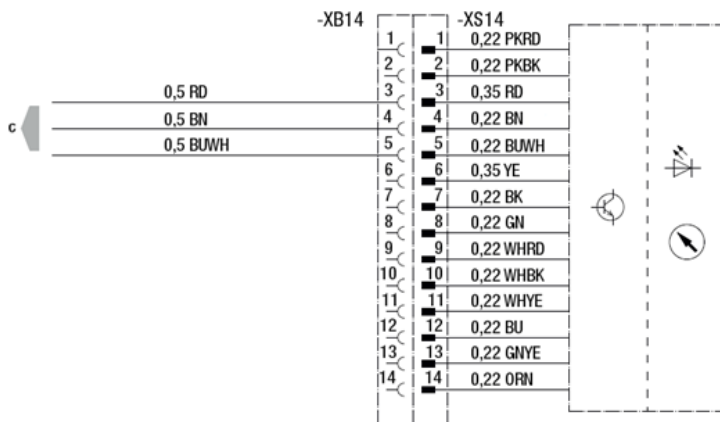 -XB14 -XS14
1 1 0,22 PKRD
2 2 0,22 PKBK
0,5 RD 3 3 0,35 RD
0,5 BN 4 4 0,22 BN
c
0,5 BUWH 5 5 0,22 BUWH
6 6 0,35 YE
7 7 0,22 BK
8 8 0,22 GN
9 9 0,22 WHRD
10 10 0,22 WHBK
11 11 0,22 WHYE
12 12 0,22 BU
13 13 0,22 GNYE
14 14 0,22 ORN